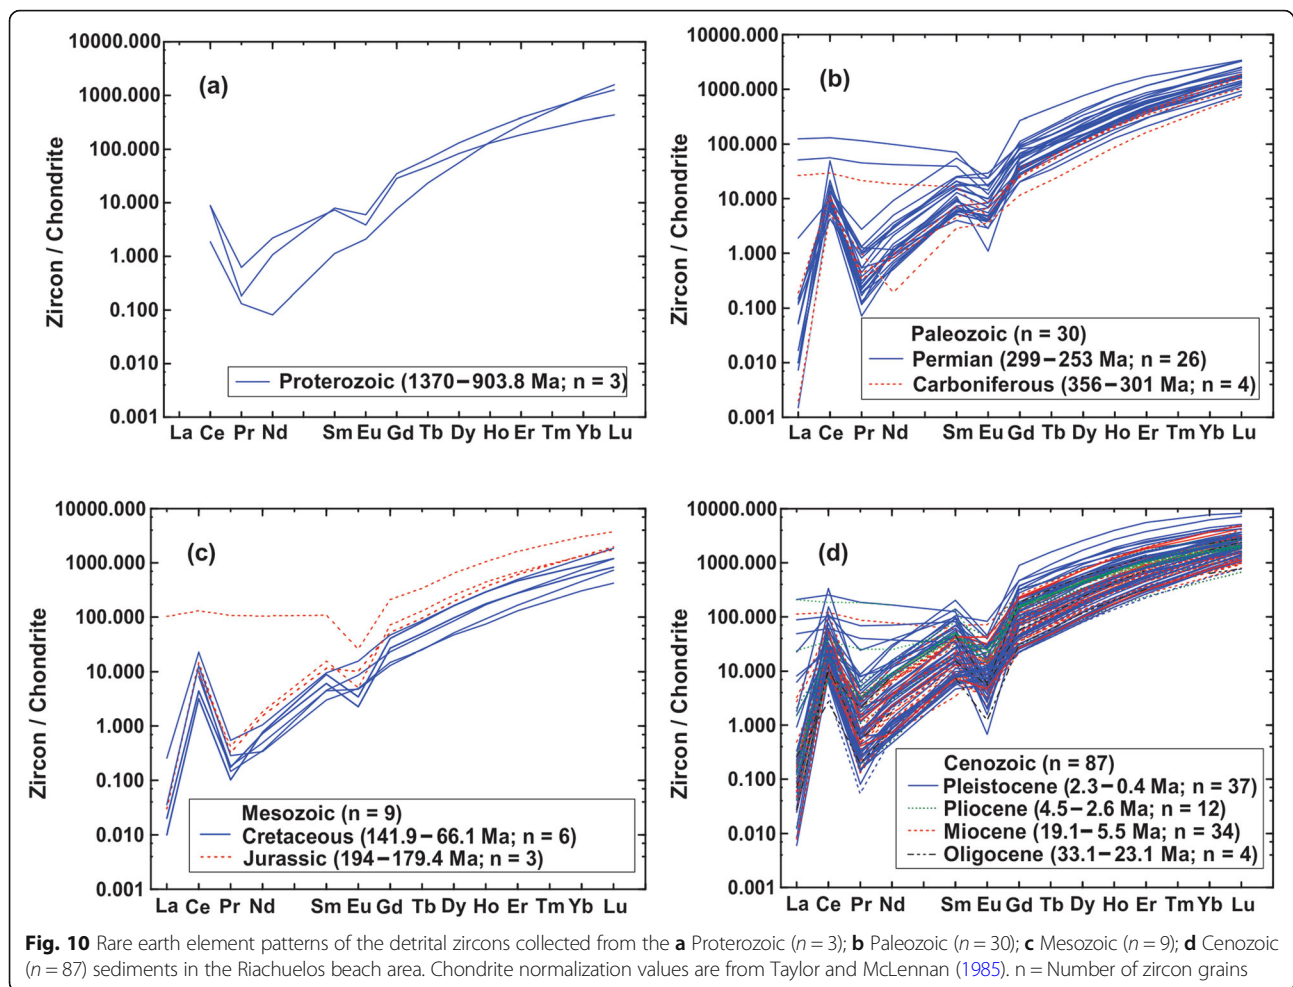 10000.000
1000.000
100.000
10.000
1.000
0.100
0.010
0.001
Zircon / Chondrite
(a)
Proterozoic (1370−903.8 Ma; n = 3)
La Ce Pr Nd Sm Eu Gd Tb Dy Ho Er Tm Yb Lu
10000.000
1000.000
100.000
10.000
1.000
0.100
0.010
0.001
Zircon / Chondrite
(b)
Paleozoic (n = 30)
Permian (299−253 Ma; n = 26)
Carboniferous (356−301 Ma; n = 4)
La Ce Pr Nd Sm Eu Gd Tb Dy Ho Er Tm Yb Lu
10000.000
1000.000
100.000
10.000
1.000
0.100
0.010
0.001
Zircon / Chondrite
(c)
Mesozoic (n = 9)
Cretaceous (141.9−66.1 Ma; n = 6)
Jurassic (194−179.4 Ma; n = 3)
La Ce Pr Nd Sm Eu Gd Tb Dy Ho Er Tm Yb Lu
10000.000
1000.000
100.000
10.000
1.000
0.100
0.010
0.001
Zircon / Chondrite
(d)
Cenozoic (n = 87)
Pleistocene (2.3−0.4 Ma; n = 37)
Pliocene (4.5−2.6 Ma; n = 12)
Miocene (19.1−5.5 Ma; n = 34)
Oligocene (33.1−23.1 Ma; n = 4)
La Ce Pr Nd Sm Eu Gd Tb Dy Ho Er Tm Yb Lu
Fig. 10 Rare earth element patterns of the detrital zircons collected from the a Proterozoic (n = 3); b Paleozoic (n = 30); c Mesozoic (n = 9); d Cenozoic
(n = 87) sediments in the Riachuelos beach area. Chondrite normalization values are from Taylor and McLennan (1985). n = Number of zircon grains